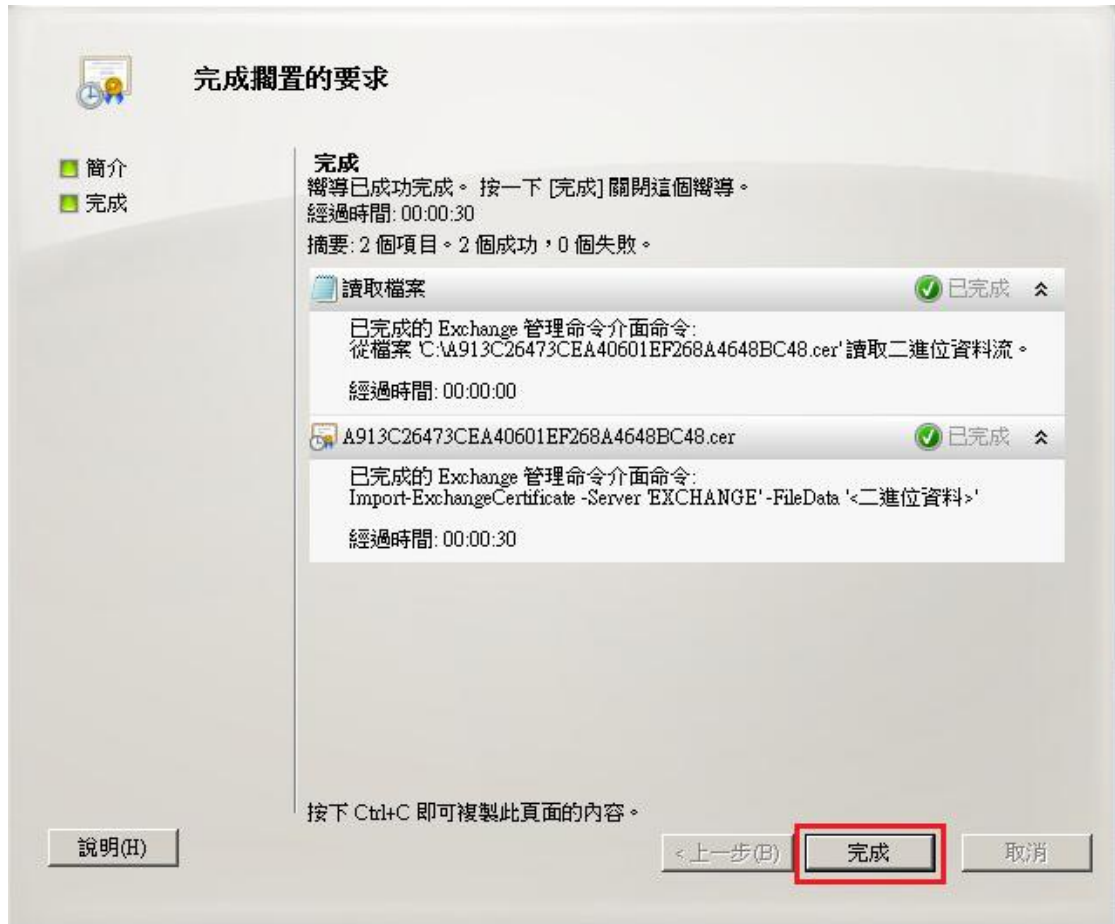 完成擱置的要求
簡介
完成
完成
嚮導已成功完成。 按一下 [完成] 關閉這個嚮導。
經過時間: 00:00:30
摘要: 2 個項目。2 個成功，0 個失敗。
讀取檔案 已完成
已完成的 Exchange 管理命令介面命令:
從檔案 'C:\A913C26473CEA40601EF268A4648BC48.cer' 讀取二進位資料流。
經過時間: 00:00:00
A913C26473CEA40601EF268A4648BC48.cer 已完成
已完成的 Exchange 管理命令介面命令:
Import-ExchangeCertificate -Server 'EXCHANGE' -FileData '<二進位資料>'
經過時間: 00:00:30
按下 Ctrl+C 即可複製此頁面的內容。
說明(H) <上一步(B) 完成 取消